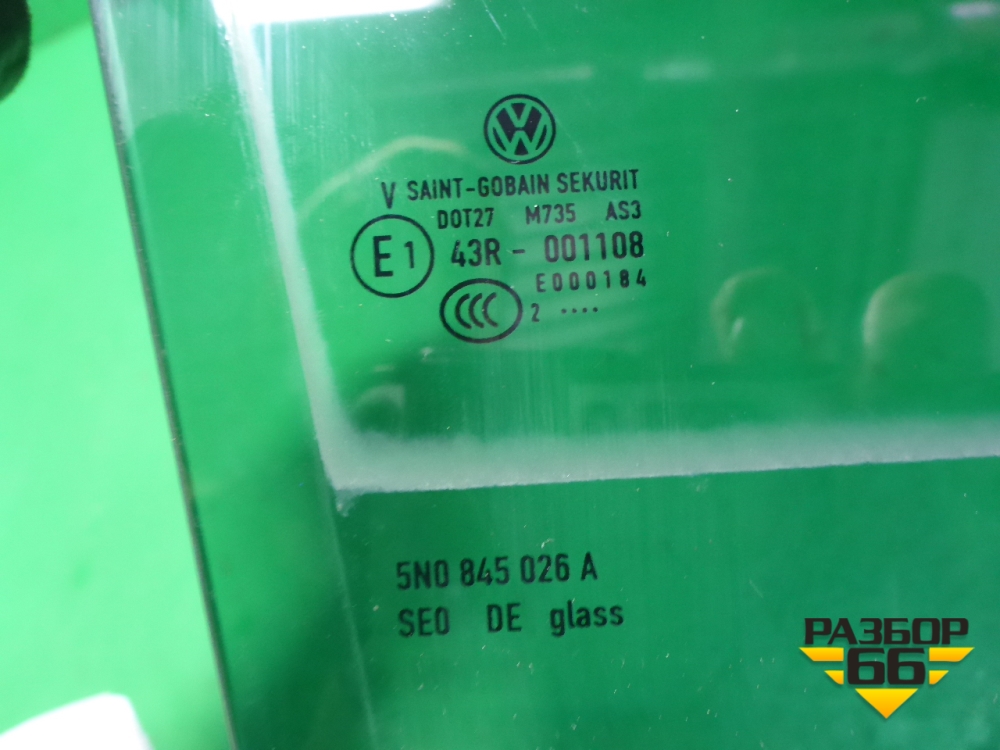 V SAINT-GOBAIN SEKURIT
DOT27 M735 AS3
E1 43R - 001108
E000184
CCC 2 ....
5N0 845 026 A
SEO DE glass
РАЗБОР
66